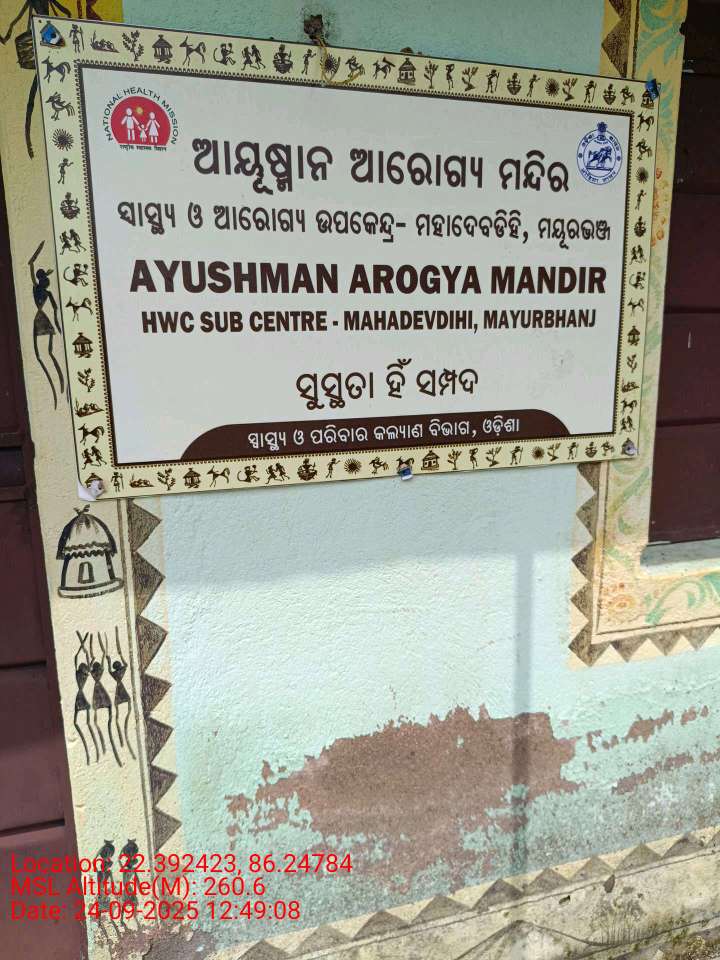 NATIONAL HEALTH MISSION
ଆୟୁଷ୍ମାନ ଆରୋଗ୍ୟ ମନ୍ଦିର
ସ୍ୱାସ୍ଥ୍ୟ ଓ ଆରୋଗ୍ୟ ଉପକେନ୍ଦ୍ର- ମହାଦେବଡିହି, ମୟୂରଭଞ୍ଜ
AYUSHMAN AROGYA MANDIR
HWC SUB CENTRE - MAHADEVDIHI, MAYURBHANJ
ସୁସ୍ଥତା ହିଁ ସମ୍ପଦ
ସ୍ୱାସ୍ଥ୍ୟ ଓ ପରିବାର କଲ୍ୟାଣ ବିଭାଗ, ଓଡ଼ିଶା
Location: 22.392423, 86.24784
MSL Altitude(M): 260.6
Date: 24-09-2025 12:49:08